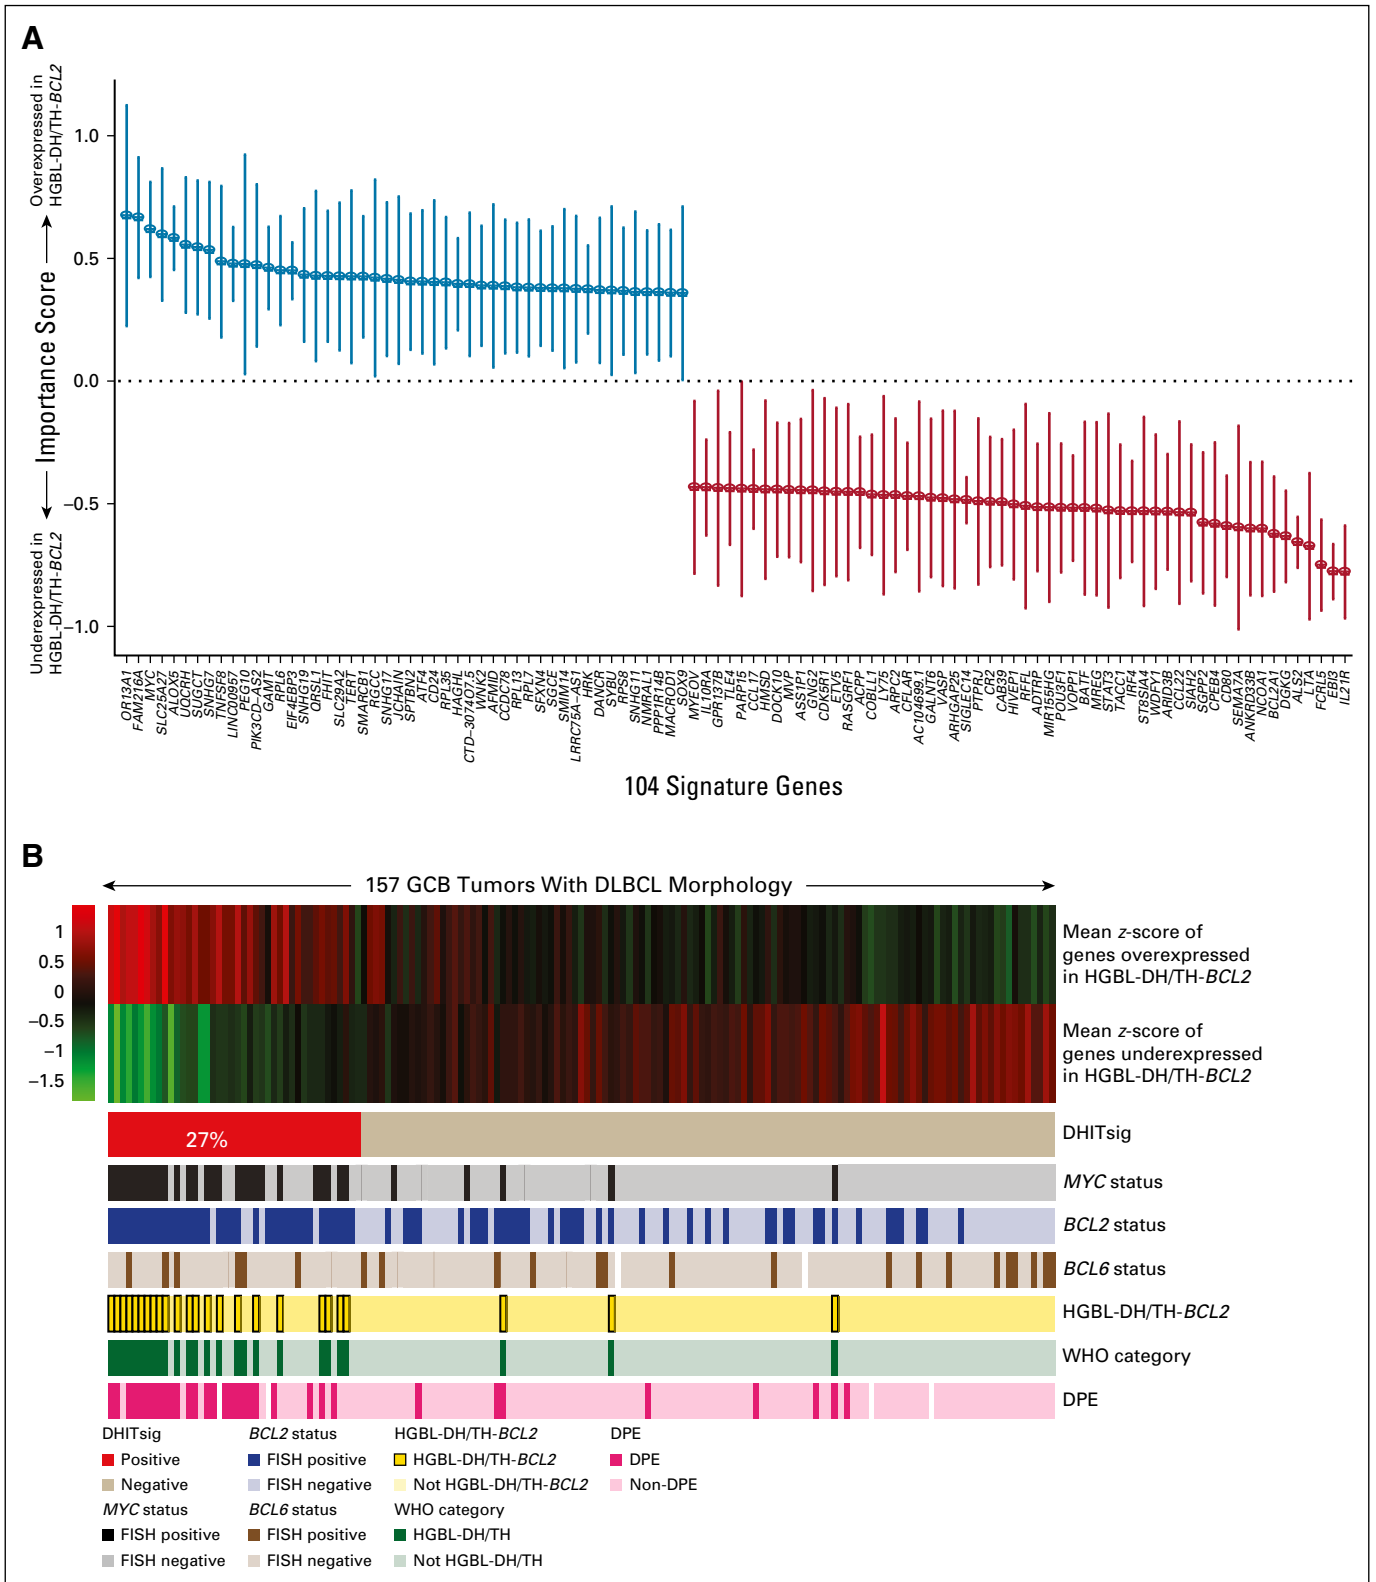 A
Overexpressed in
HGBL-DH/TH-BCL2
Importance Score
Underexpressed in
HGBL-DH/TH-BCL2
1.0
0.5
0.0
−0.5
−1.0
OR13A1
FAM216A
MYC
SLC25A27
ALOX5
UQCRH
UGGT1
SNHG7
TNFSF8
LINC00957
PEG10
PIK3CD−AS2
GAMT
RPL6
EIF4EBP3
SNHG19
QRSL1
FHIT
SLC29A2
TERT
SMARCB1
RGCC
SNHG17
JCHAIN
SPTBN2
ATF4
CD24
RPL35
HAGHL
CTD−3074O7.5
WNK2
AFMID
CCDC78
RPL13
RPL7
SFXN4
SGCE
SMIM14
LRRC75A−AS1
HRK
DANCR
SYBU
RPS8
SNHG11
NMRAL1
PPP1R14B
MACROD1
SOX9
MYEOV
IL10RA
GPR137B
TLE4
PARP15
CCL17
HMSD
DOCK10
MVP
ASS1P1
GNG2
CDK5R1
ETV5
RASGRF1
ACPP
COBLL1
LY75
ARPC2
CFLAR
AC104699.1
GALNT6
VASP
ARHGAP25
SIGLEC14
PTPRJ
CR2
CAB39
HIVEP1
RFFL
ADTRP
MIR155HG
POU3F1
VOPP1
BATF
MREG
STAT3
TACC1
IRF4
ST8SIA4
WDFY1
ARID3B
CCL22
SIAH2
SGPP2
CPEB4
CD80
SEMA7A
ANKRD33B
NCOA1
BCL2A1
DGKG
ALS2
LTA
FCRL5
EBI3
IL21R
104 Signature Genes
B
157 GCB Tumors With DLBCL Morphology
1
0.5
0
−0.5
−1
−1.5
Mean z-score of
genes overexpressed
in HGBL-DH/TH-BCL2
Mean z-score of
genes underexpressed
in HGBL-DH/TH-BCL2
27%
DHITsig
MYC status
BCL2 status
BCL6 status
HGBL-DH/TH-BCL2
WHO category
DPE
DHITsig
Positive
Negative
MYC status
FISH positive
FISH negative
BCL2 status
FISH positive
FISH negative
BCL6 status
FISH positive
FISH negative
HGBL-DH/TH-BCL2
HGBL-DH/TH-BCL2
Not HGBL-DH/TH-BCL2
WHO category
HGBL-DH/TH
Not HGBL-DH/TH
DPE
DPE
Non-DPE